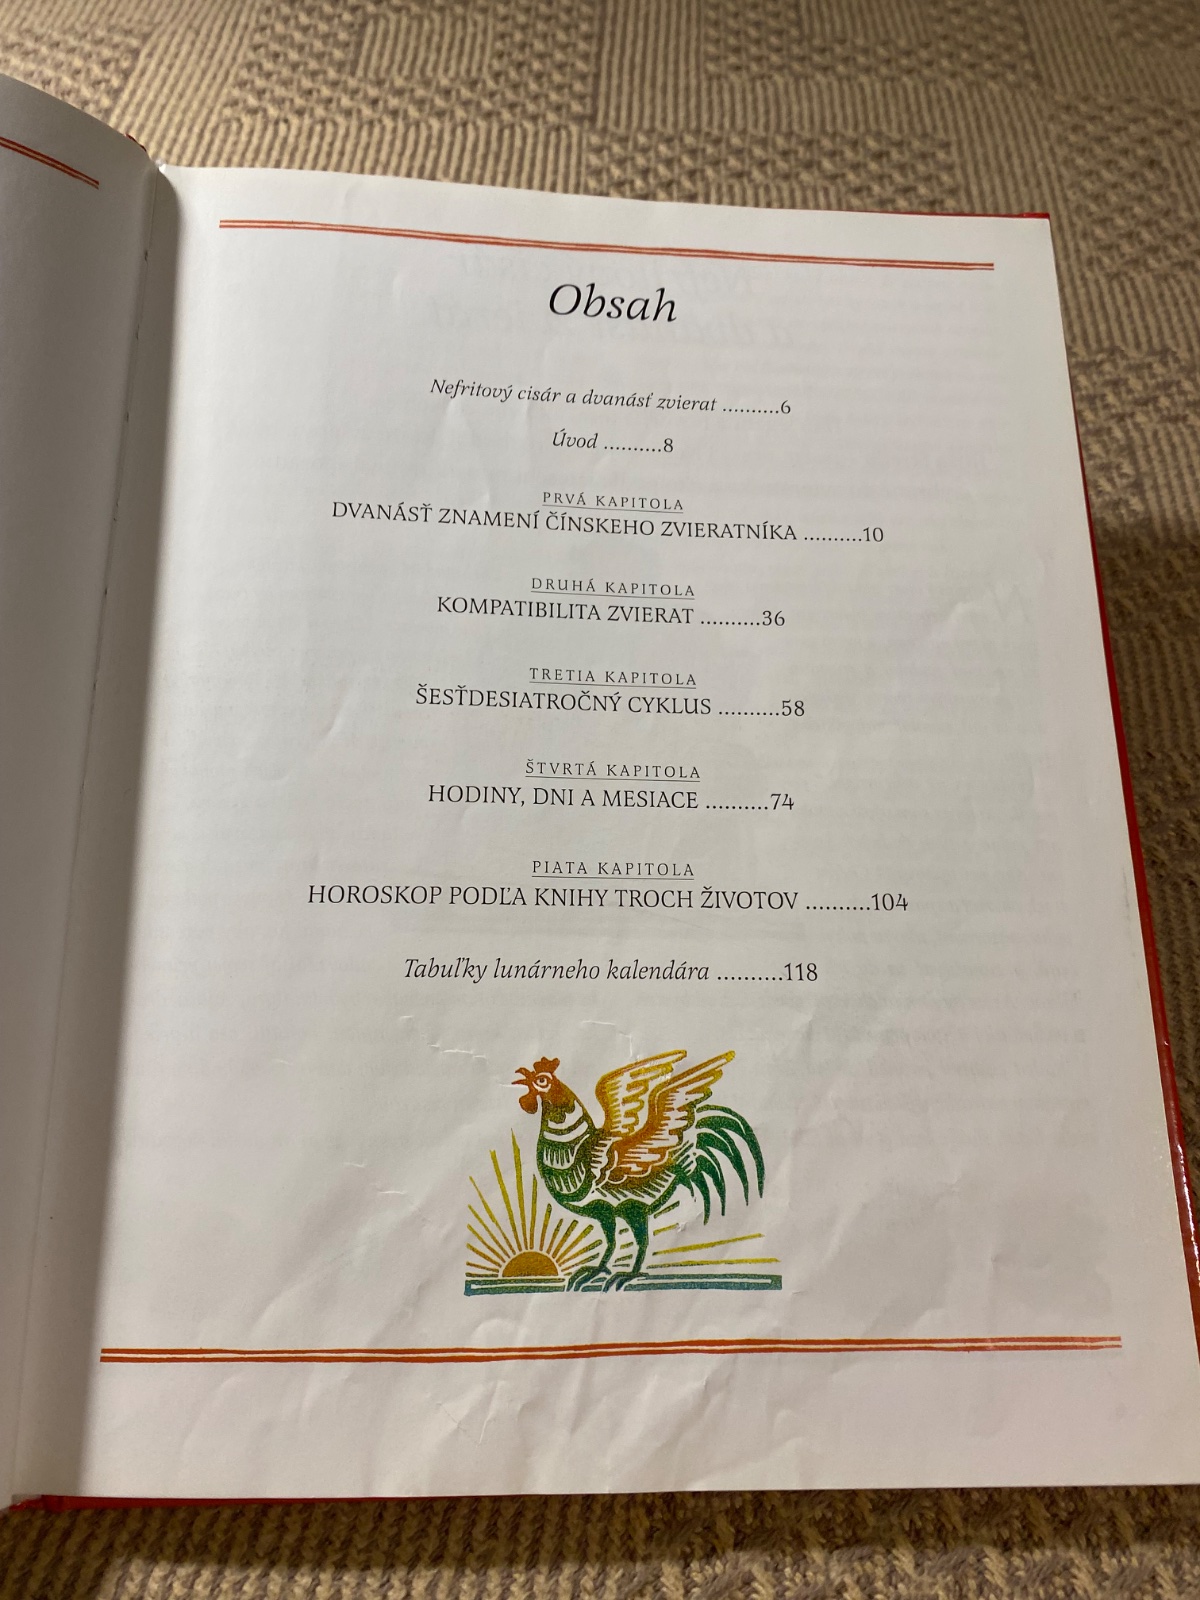 Obsah
Nefritový cisár a dvanásť zvierat ..........6
Úvod ..........8
PRVÁ KAPITOLA
DVANÁSŤ ZNAMENÍ ČÍNSKEHO ZVIERATNÍKA ..........10
DRUHÁ KAPITOLA
KOMPATIBILITA ZVIERAT ..........36
TRETIA KAPITOLA
ŠESŤDESIATROČNÝ CYKLUS ..........58
ŠTVRTÁ KAPITOLA
HODINY, DNI A MESIACE ..........74
PIATA KAPITOLA
HOROSKOP PODĽA KNIHY TROCH ŽIVOTOV ..........104
Tabuľky lunárneho kalendára ..........118